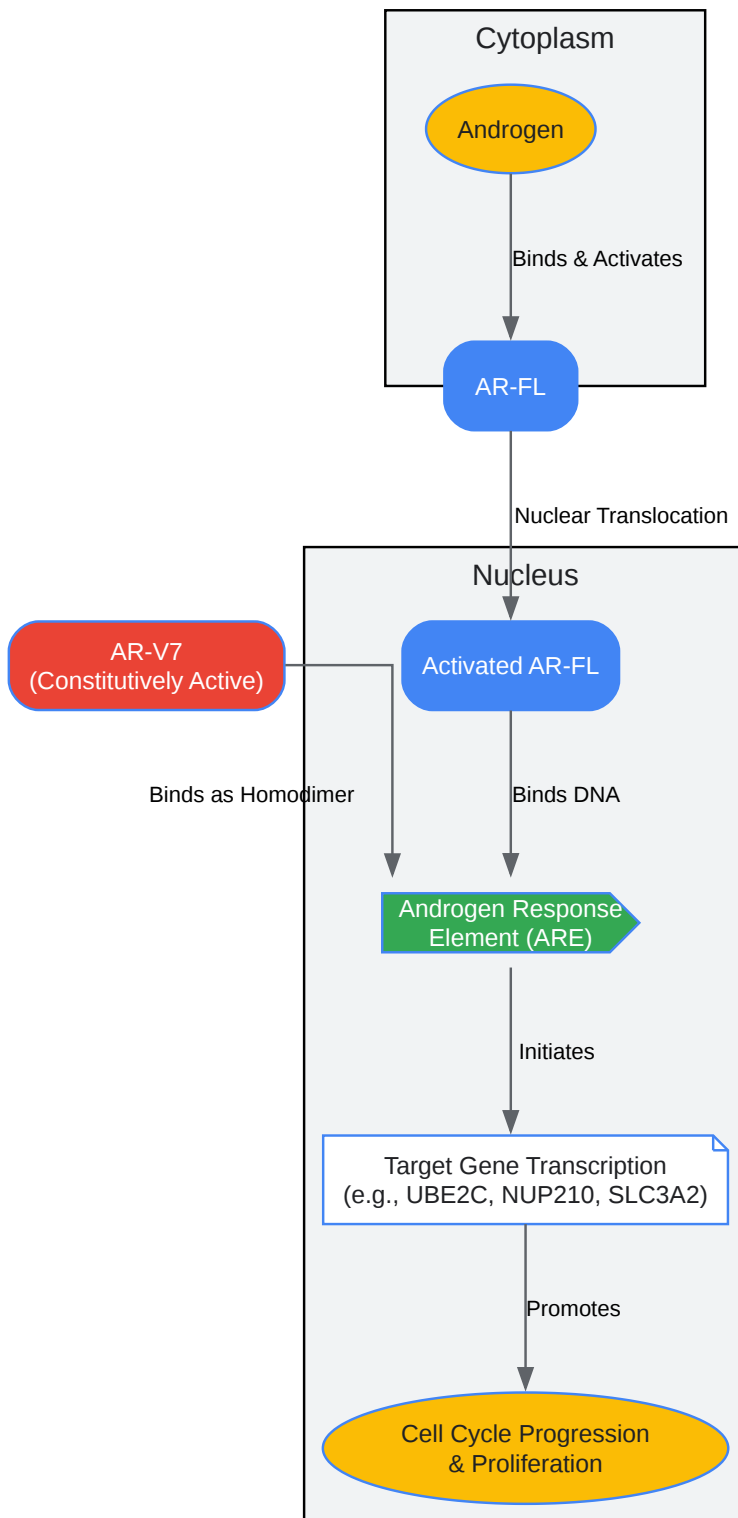 Cytoplasm
Androgen
Binds & Activates
AR-FL
Nuclear Translocation
Nucleus
AR-V7
(Constitutively Active)
Activated AR-FL
Binds as Homodimer
Binds DNA
Androgen Response
Element (ARE)
Initiates
Target Gene Transcription
(e.g., UBE2C, NUP210, SLC3A2)
Promotes
Cell Cycle Progression
& Proliferation